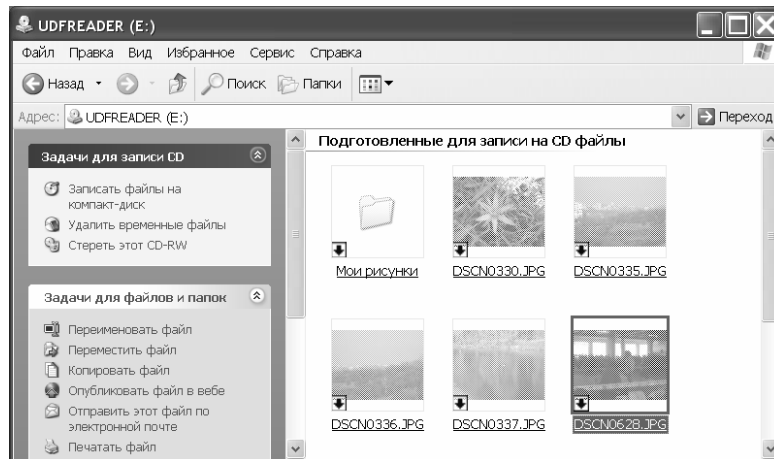 UDFREADER (E:)
Файл Правка Вид Избранное Сервис Справка
Назад Поиск Папки
Адрес: UDFREADER (E:) Переход
Задачи для записи CD
Записать файлы на
компакт-диск
Удалить временные файлы
Стереть этот CD-RW
Задачи для файлов и папок
Переименовать файл
Переместить файл
Копировать файл
Опубликовать файл в вебе
Отправить этот файл по
электронной почте
Печатать файл
Подготовленные для записи на CD файлы
Мои рисунки DSCN0330.JPG DSCN0335.JPG
DSCN0336.JPG DSCN0337.JPG DSCN0628.JPG